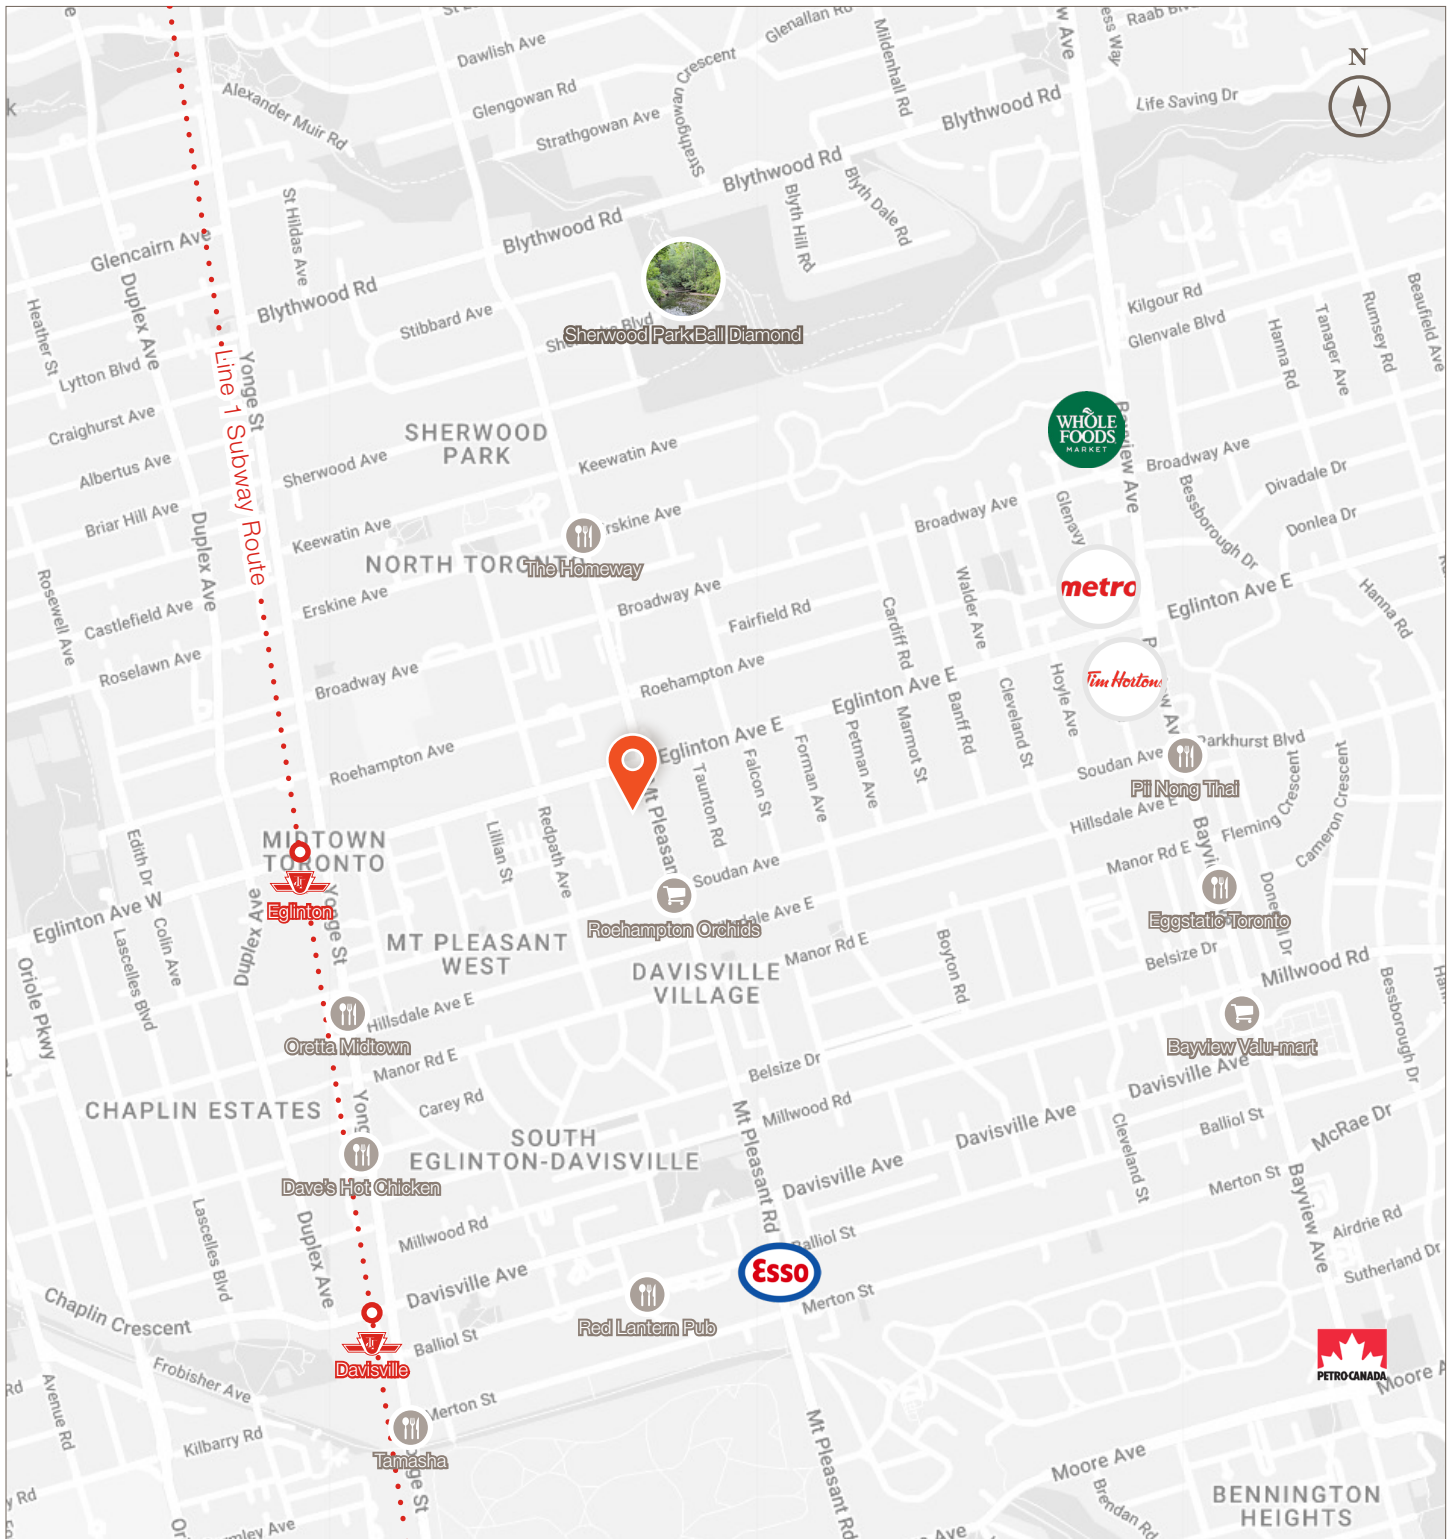 Dawlish Ave
Glenallan Rd
Raab Blvd
Mildenhall Rd
Strathgowan Crescent
N
Alexander Muir Rd
Glengowan Rd
Strathgowan Ave
Blythwood Rd
Life Saving Dr
Blythwood Rd
Blyth Hill Rd
Blyth Dale Rd
St Hildas Ave
Blythwood Rd
Glencairn Ave
Duplex Ave
Blythwood Rd
Heather St
Stibbard Ave
Sherwood Park Ball Diamond
Kilgour Rd
Glenvale Blvd
Hanna Rd
Tanager Ave
Rumsey Rd
Beaufield Ave
Lytton Blvd
Line 1 Subway Route
Yonge St
Craighurst Ave
Albertus Ave
Sherwood Ave
SHERWOOD
PARK
Keewatin Ave
WHOLE
FOODS
MARKET
Bayview Ave
Broadway Ave
Divadale Dr
Donlea Dr
Bessborough Dr
Briar Hill Ave
Duplex Ave
Keewatin Ave
Erskine Ave
NORTH TORONTO
The Homeway
Broadway Ave
Glenavy
metro
Eglinton Ave E
Hanna Rd
Rosewell Ave
Castlefield Ave
Erskine Ave
Broadway Ave
Fairfield Rd
Cardiff Rd
Walder Ave
Roselawn Ave
Broadway Ave
Roehampton Ave
Eglinton Ave E
Tim Hortons
Hoyle Ave
Cleveland St
Banff Rd
Marmot St
Petman Ave
Forman Ave
Falcon St
Taunton Rd
Eglinton Ave E
Roehampton Ave
Mt Pleasant
Soudan Ave
Parkhurst Blvd
Pii Nong Thai
Hillsdale Ave E
Fleming Crescent
Cameron Crescent
MIDTOWN
TORONTO
Eglinton
Edith Dr
Eglinton Ave W
Colin Ave
Lascelles Blvd
Duplex Ave
Yonge St
Lillian St
Redpath Ave
Soudan Ave
Roehampton Orchids
Manor Rd E
Bayview
Eggstatic Toronto
Donegall Dr
Oriole Pkwy
MT PLEASANT
WEST
DAVISVILLE
VILLAGE
Manor Rd E
Boyton Rd
Belsize Dr
Millwood Rd
Bessborough Dr
Oretta Midtown
Hillsdale Ave E
Manor Rd E
Belsize Dr
Bayview Valu-mart
Davisville Ave
CHAPLIN ESTATES
Carey Rd
Mt Pleasant Rd
Millwood Rd
Davisville Ave
Cleveland St
Balliol St
McRae Dr
Dave's Hot Chicken
SOUTH
EGLINTON-DAVISVILLE
Davisville Ave
Merton St
Bayview Ave
Airdrie Rd
Sutherland Dr
Lascelles Blvd
Duplex Ave
Millwood Rd
Davisville Ave
Balliol St
Esso
Merton St
Red Lantern Pub
Chaplin Crescent
Davisville
Balliol St
PETRO-CANADA
Moore A
Frobisher Ave
Avenue Rd
Kilbarry Rd
Merton St
Tamasha
Mt Pleasant Rd
Moore Ave
Brendan Rd
BENNINGTON
HEIGHTS